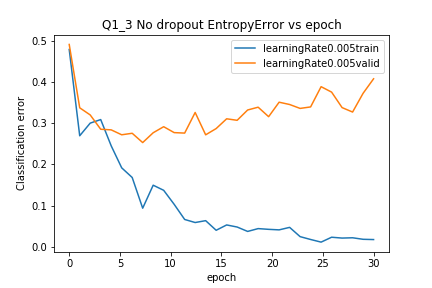 Q1_3 No dropout EntropyError vs epoch
learningRate0.005train
learningRate0.005valid
Classification error
0.5
0.4
0.3
0.2
0.1
0.0
0
5
10
15
20
25
30
epoch